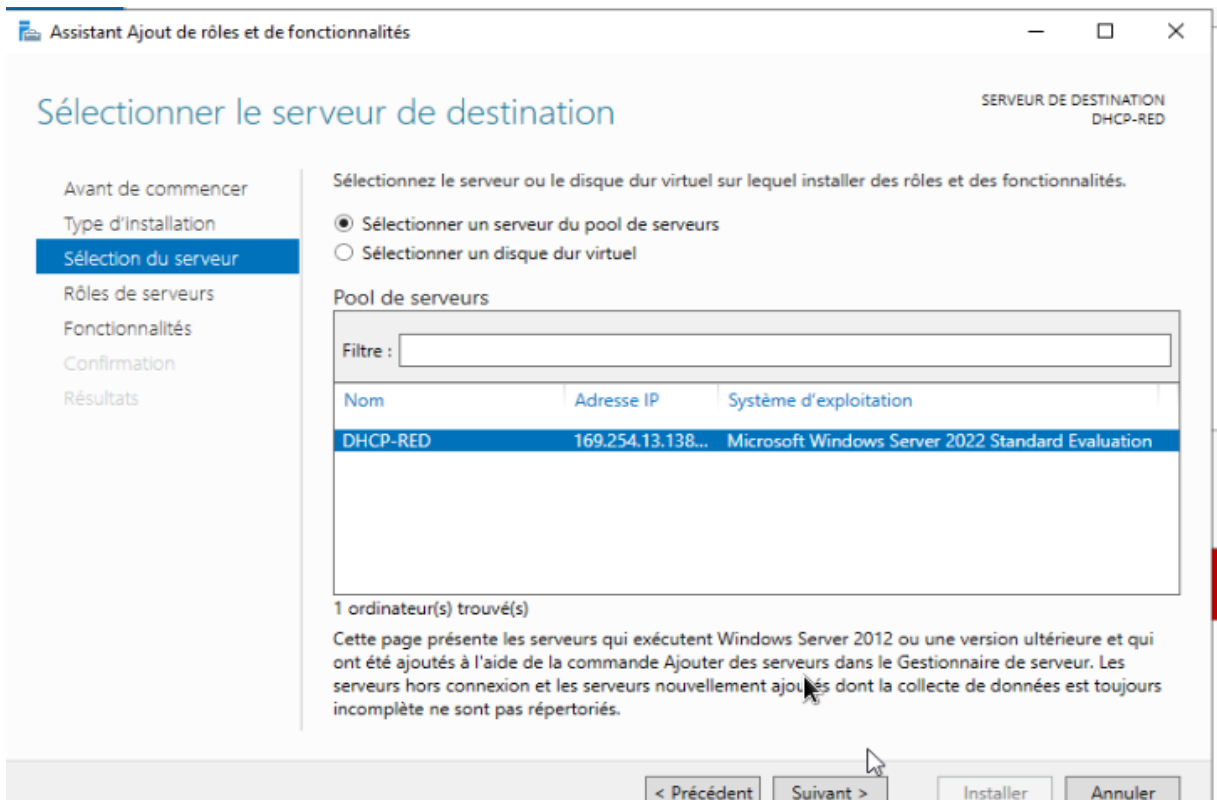 Assistant Ajout de rôles et de fonctionnalités
Sélectionner le serveur de destination
SERVEUR DE DESTINATION
DHCP-RED
Avant de commencer
Type d'installation
Sélection du serveur
Rôles de serveurs
Fonctionnalités
Confirmation
Résultats
Sélectionnez le serveur ou le disque dur virtuel sur lequel installer des rôles et des fonctionnalités.
Sélectionner un serveur du pool de serveurs
Sélectionner un disque dur virtuel
Pool de serveurs
Filtre :
Nom Adresse IP Système d'exploitation
DHCP-RED 169.254.13.138... Microsoft Windows Server 2022 Standard Evaluation
1 ordinateur(s) trouvé(s)
Cette page présente les serveurs qui exécutent Windows Server 2012 ou une version ultérieure et qui
ont été ajoutés à l'aide de la commande Ajouter des serveurs dans le Gestionnaire de serveur. Les
serveurs hors connexion et les serveurs nouvellement ajoutés dont la collecte de données est toujours
incomplète ne sont pas répertoriés.
< Précédent Suivant > Installer Annuler